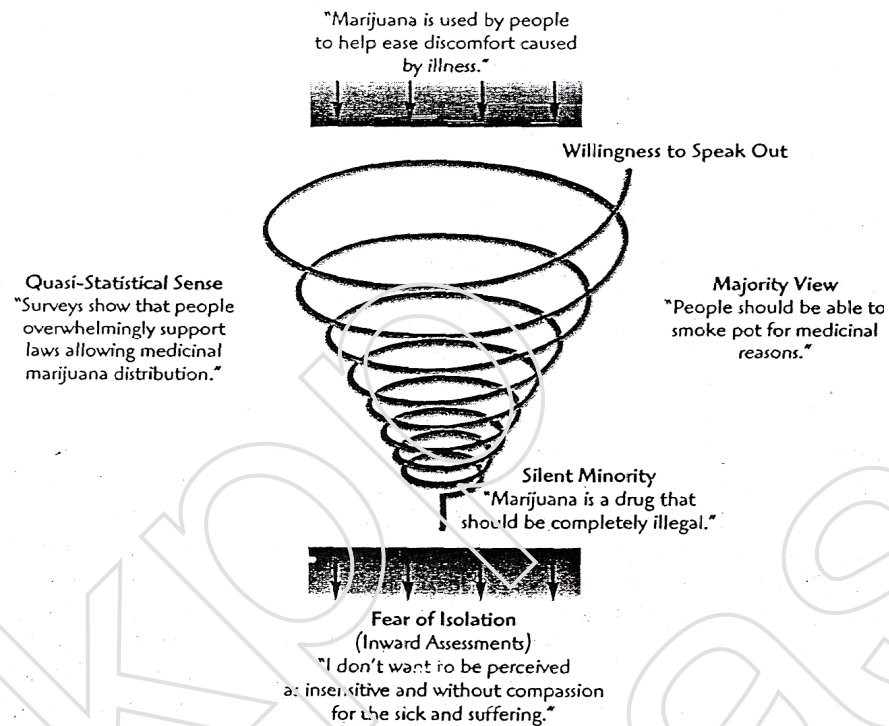 "Marijuana is used by people
to help ease discomfort caused
by illness."
Willingness to Speak Out
Quasi-Statistical Sense
"Surveys show that people
overwhelmingly support
laws allowing medicinal
marijuana distribution."
Majority View
"People should be able to
smoke pot for medicinal
reasons."
Silent Minority
"Marijuana is a drug that
should be completely illegal."
Fear of Isolation
(Inward Assessments)
"I don't want to be perceived
as insensitive and without compassion
for the sick and suffering."